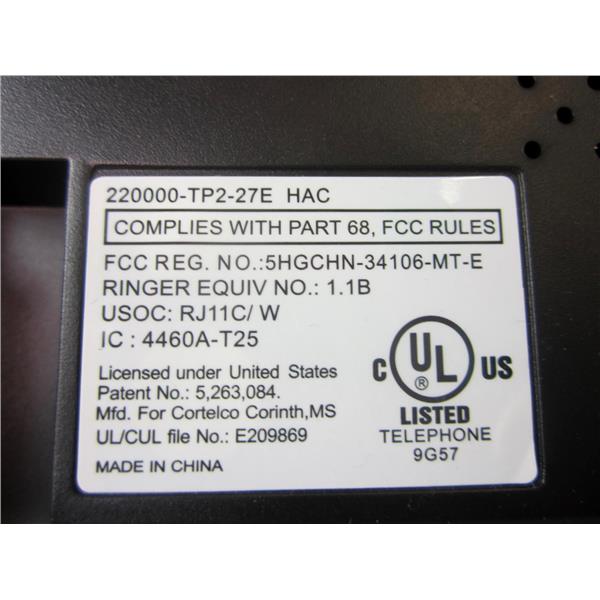 220000-TP2-27E HAC
COMPLIES WITH PART 68, FCC RULES
FCC REG. NO.:5HGCHN-34106-MT-E
RINGER EQUIV NO.: 1.1B
USOC: RJ11C/ W
IC : 4460A-T25
Licensed under United States
Patent No.: 5,263,084.
Mfd. For Cortelco Corinth,MS
UL/CUL file No.: E209869
MADE IN CHINA
C UL ® US
LISTED
TELEPHONE
9G57